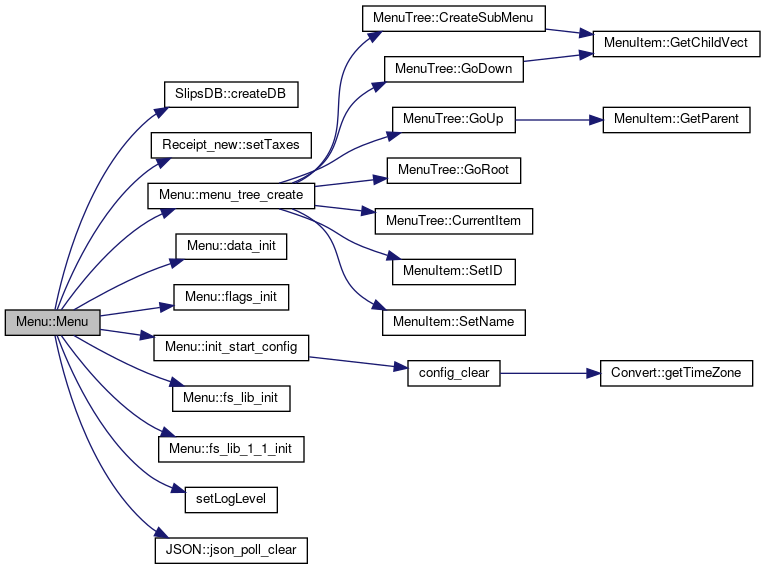 MenuTree::CreateSubMenu
MenuItem::GetChildVect
MenuTree::GoDown
SlipsDB::createDB
MenuTree::GoUp
MenuItem::GetParent
Receipt_new::setTaxes
MenuTree::GoRoot
Menu::menu_tree_create
MenuTree::CurrentItem
Menu::data_init
MenuItem::SetID
Menu::flags_init
Menu::Menu
MenuItem::SetName
Menu::init_start_config
config_clear
Convert::getTimeZone
Menu::fs_lib_init
Menu::fs_lib_1_1_init
setLogLevel
JSON::json_poll_clear